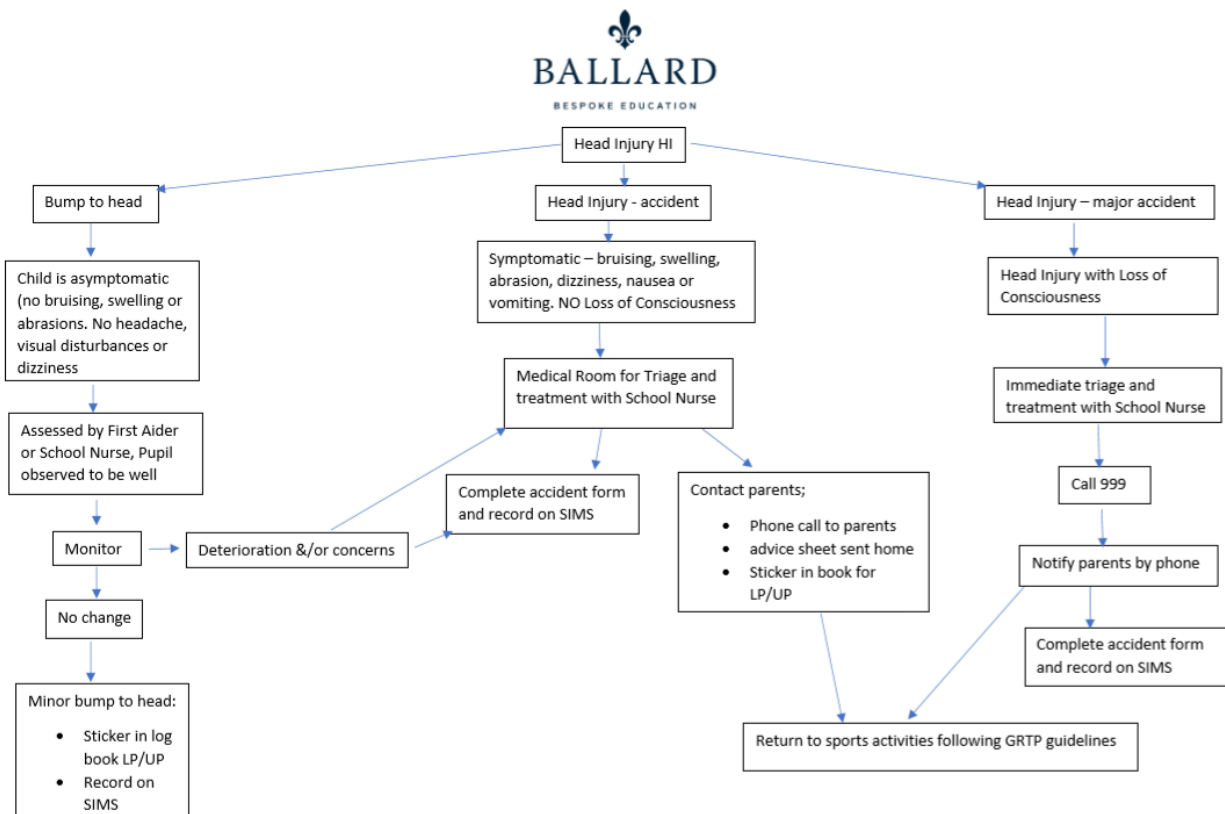 BALLARD
BESPOKE EDUCATION
Head Injury HI
Bump to head
Head Injury - accident
Head Injury – major accident
Child is asymptomatic
(no bruising, swelling or
abrasions. No headache,
visual disturbances or
dizziness
Symptomatic – bruising, swelling,
abrasion, dizziness, nausea or
vomiting. NO Loss of Consciousness
Head Injury with Loss of
Consciousness
Medical Room for Triage and
treatment with School Nurse
Immediate triage and
treatment with School Nurse
Assessed by First Aider
or School Nurse, Pupil
observed to be well
Complete accident form
and record on SIMS
Contact parents;
• Phone call to parents
• advice sheet sent home
• Sticker in book for
LP/UP
Call 999
Monitor
Deterioration &/or concerns
Notify parents by phone
No change
Complete accident form
and record on SIMS
Minor bump to head:
• Sticker in log
book LP/UP
• Record on
SIMS
Return to sports activities following GRTP guidelines